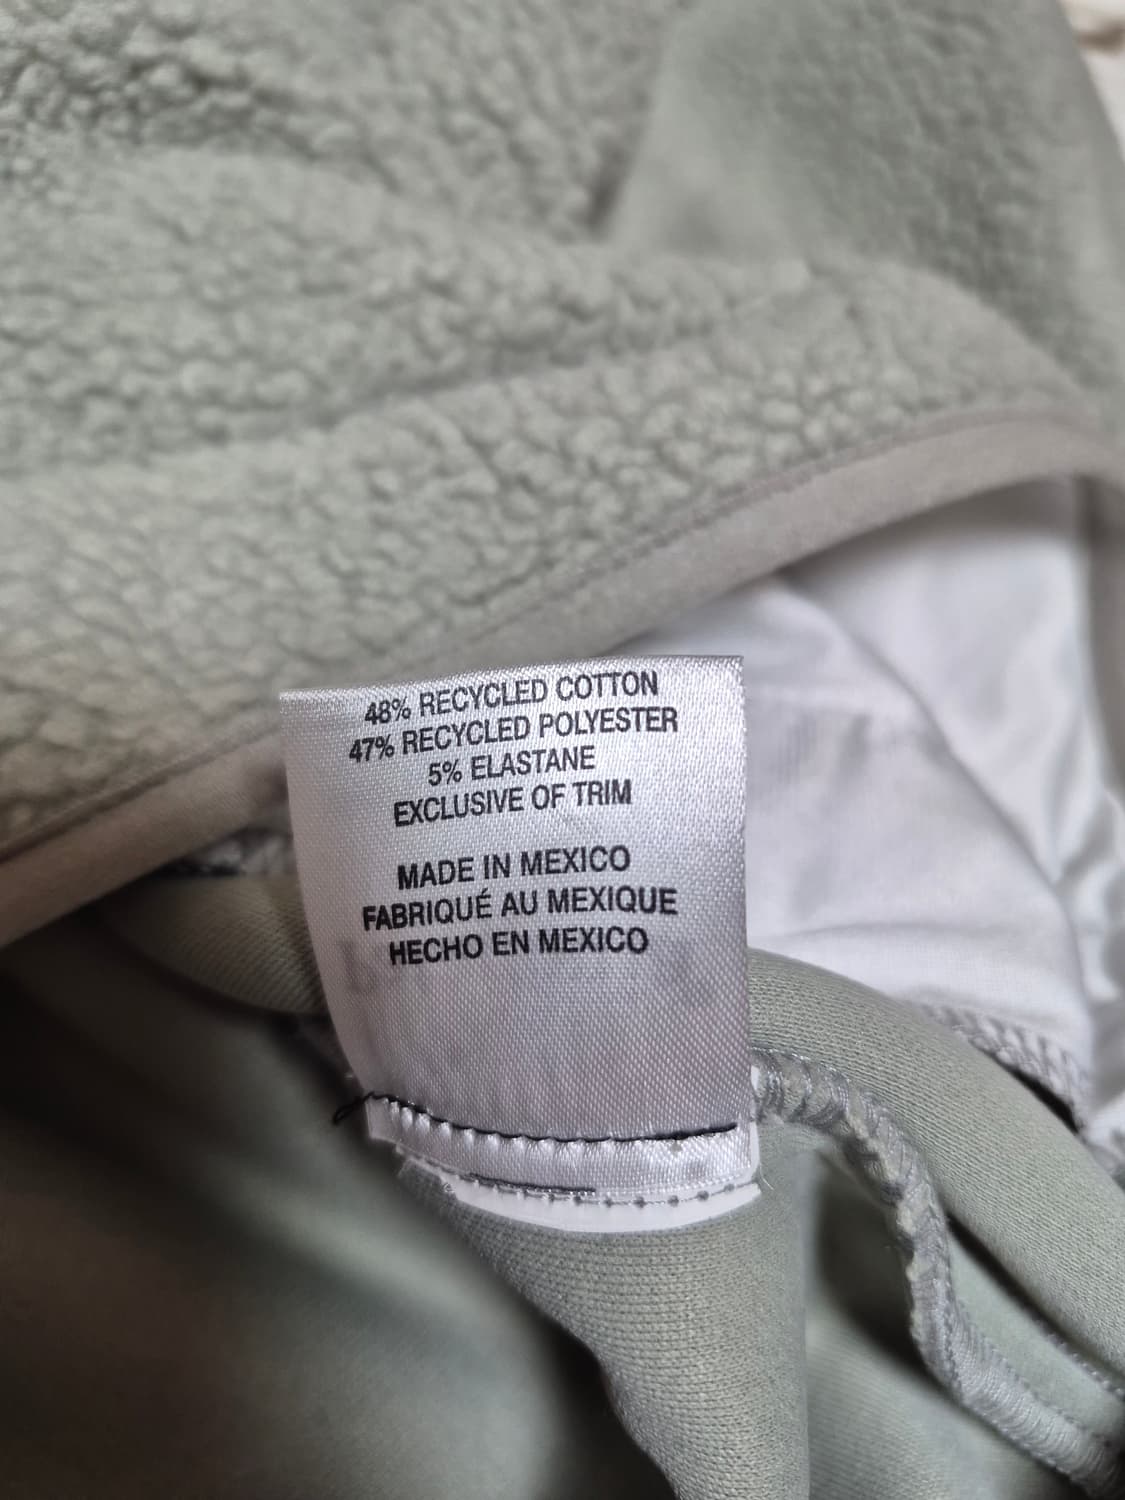 48% RECYCLED COTTON
47% RECYCLED POLYESTER
5% ELASTANE
EXCLUSIVE OF TRIM
MADE IN MEXICO
FABRIQUÉ AU MEXIQUE
HECHO EN MEXICO